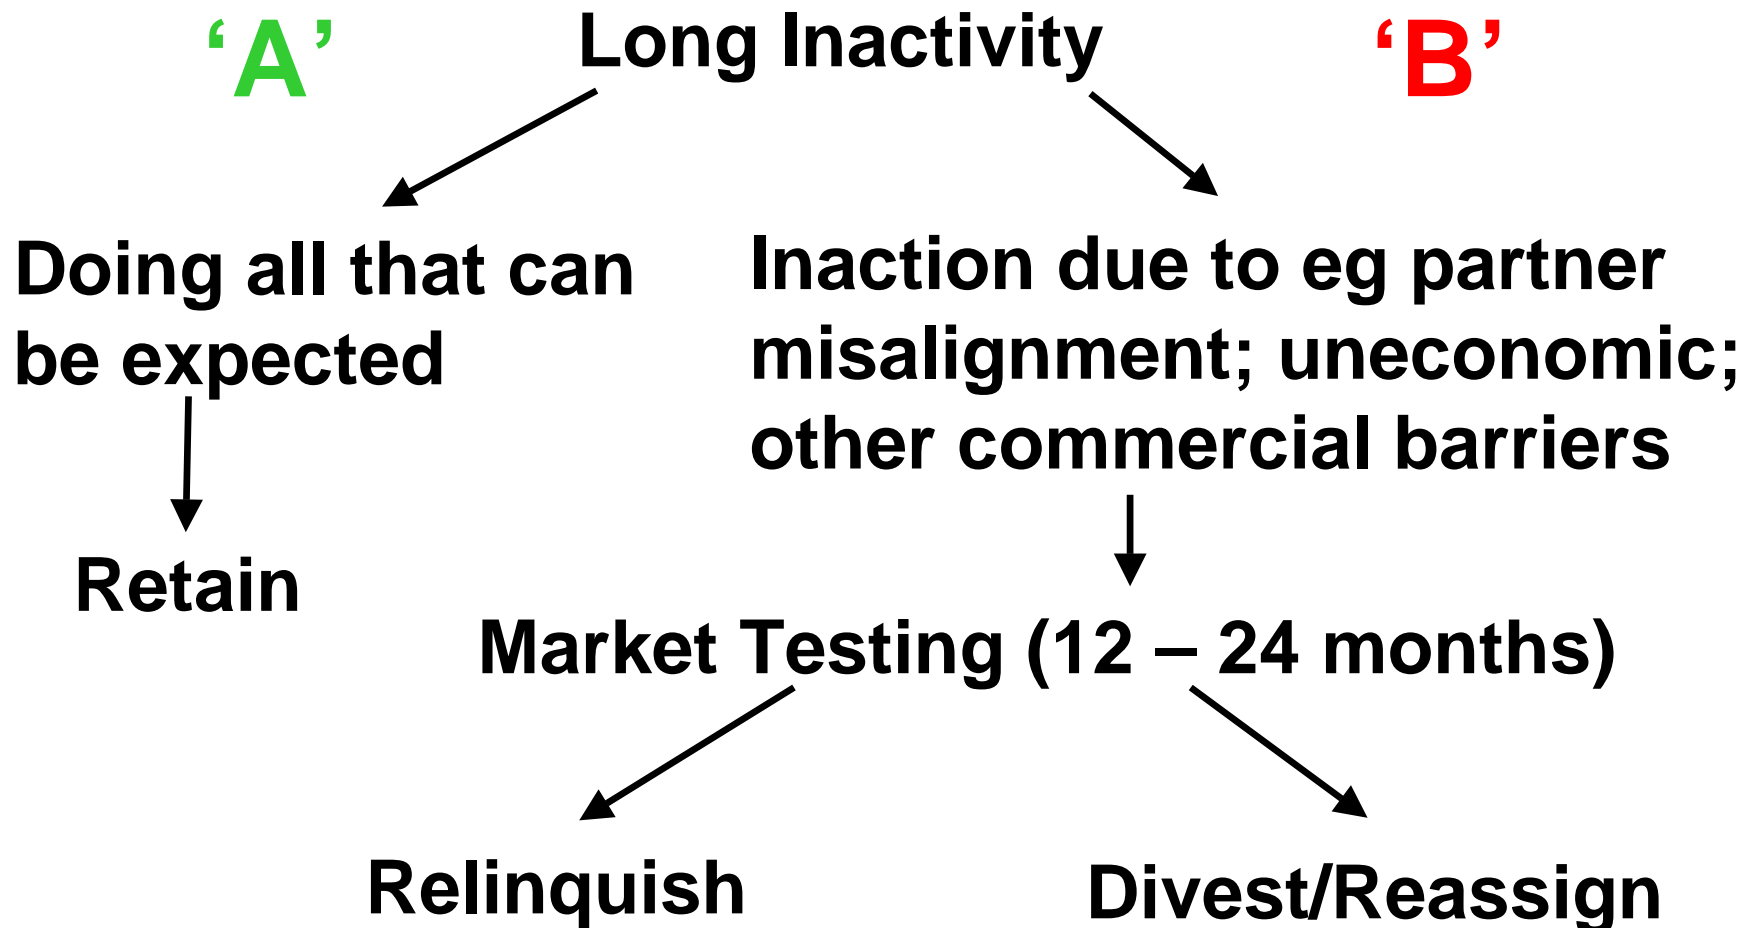 ‘A’
Long Inactivity
‘B’
Doing all that can
be expected
Inaction due to eg partner
misalignment; uneconomic;
other commercial barriers
Retain
Market Testing (12 – 24 months)
Relinquish
Divest/Reassign